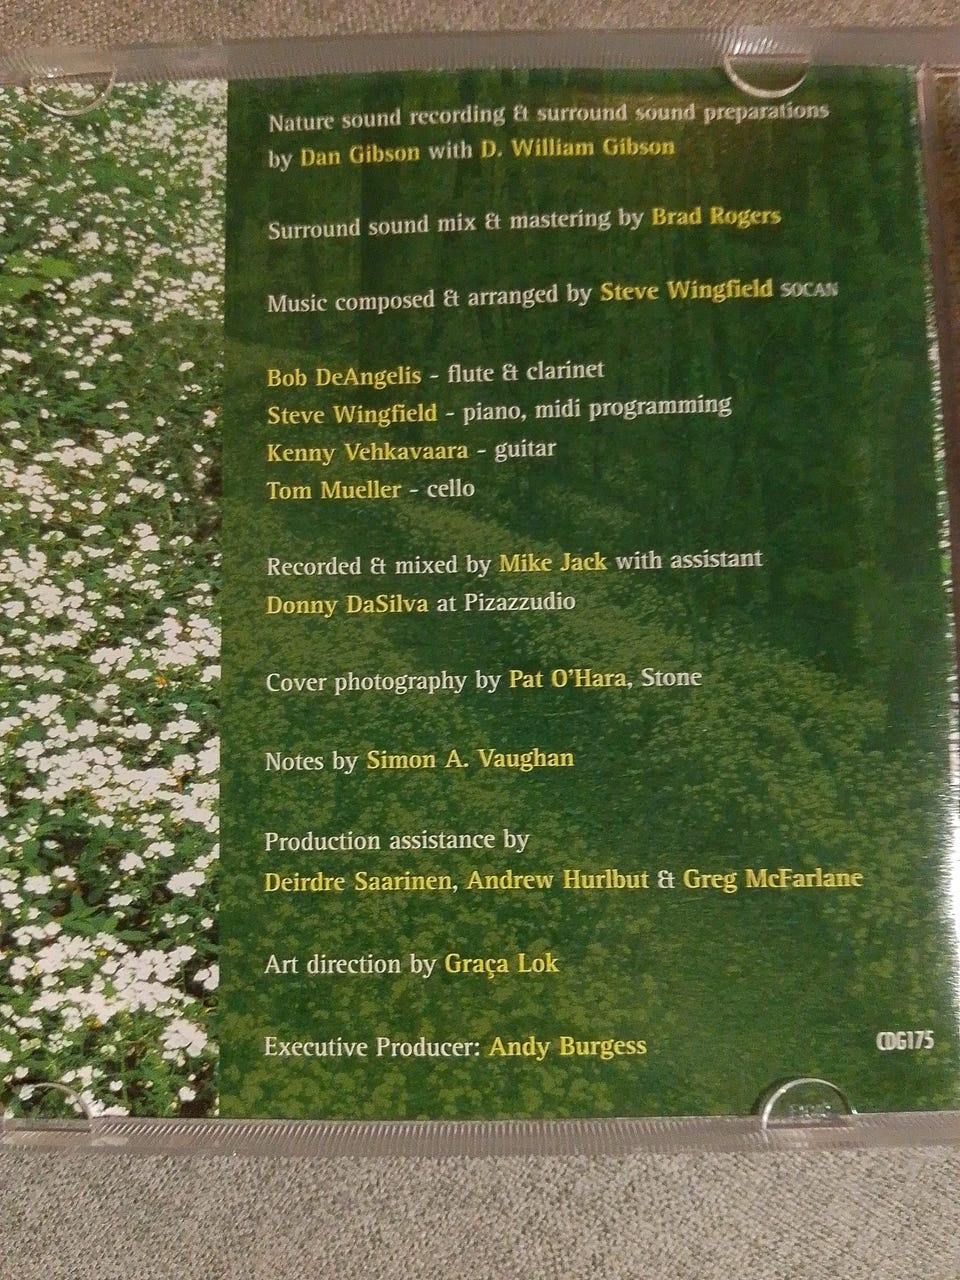 Nature sound recording & surround sound preparations
by Dan Gibson with D. William Gibson
Surround sound mix & mastering by Brad Rogers
Music composed & arranged by Steve Wingfield SOCAN
Bob DeAngelis - flute & clarinet
Steve Wingfield - piano, midi programming
Kenny Vehkavaara - guitar
Tom Mueller - cello
Recorded & mixed by Mike Jack with assistant
Donny DaSilva at Pizazzudio
Cover photography by Pat O'Hara, Stone
Notes by Simon A. Vaughan
Production assistance by
Deirdre Saarinen, Andrew Hurlbut & Greg McFarlane
Art direction by Graça Lok
Executive Producer: Andy Burgess
CDG175